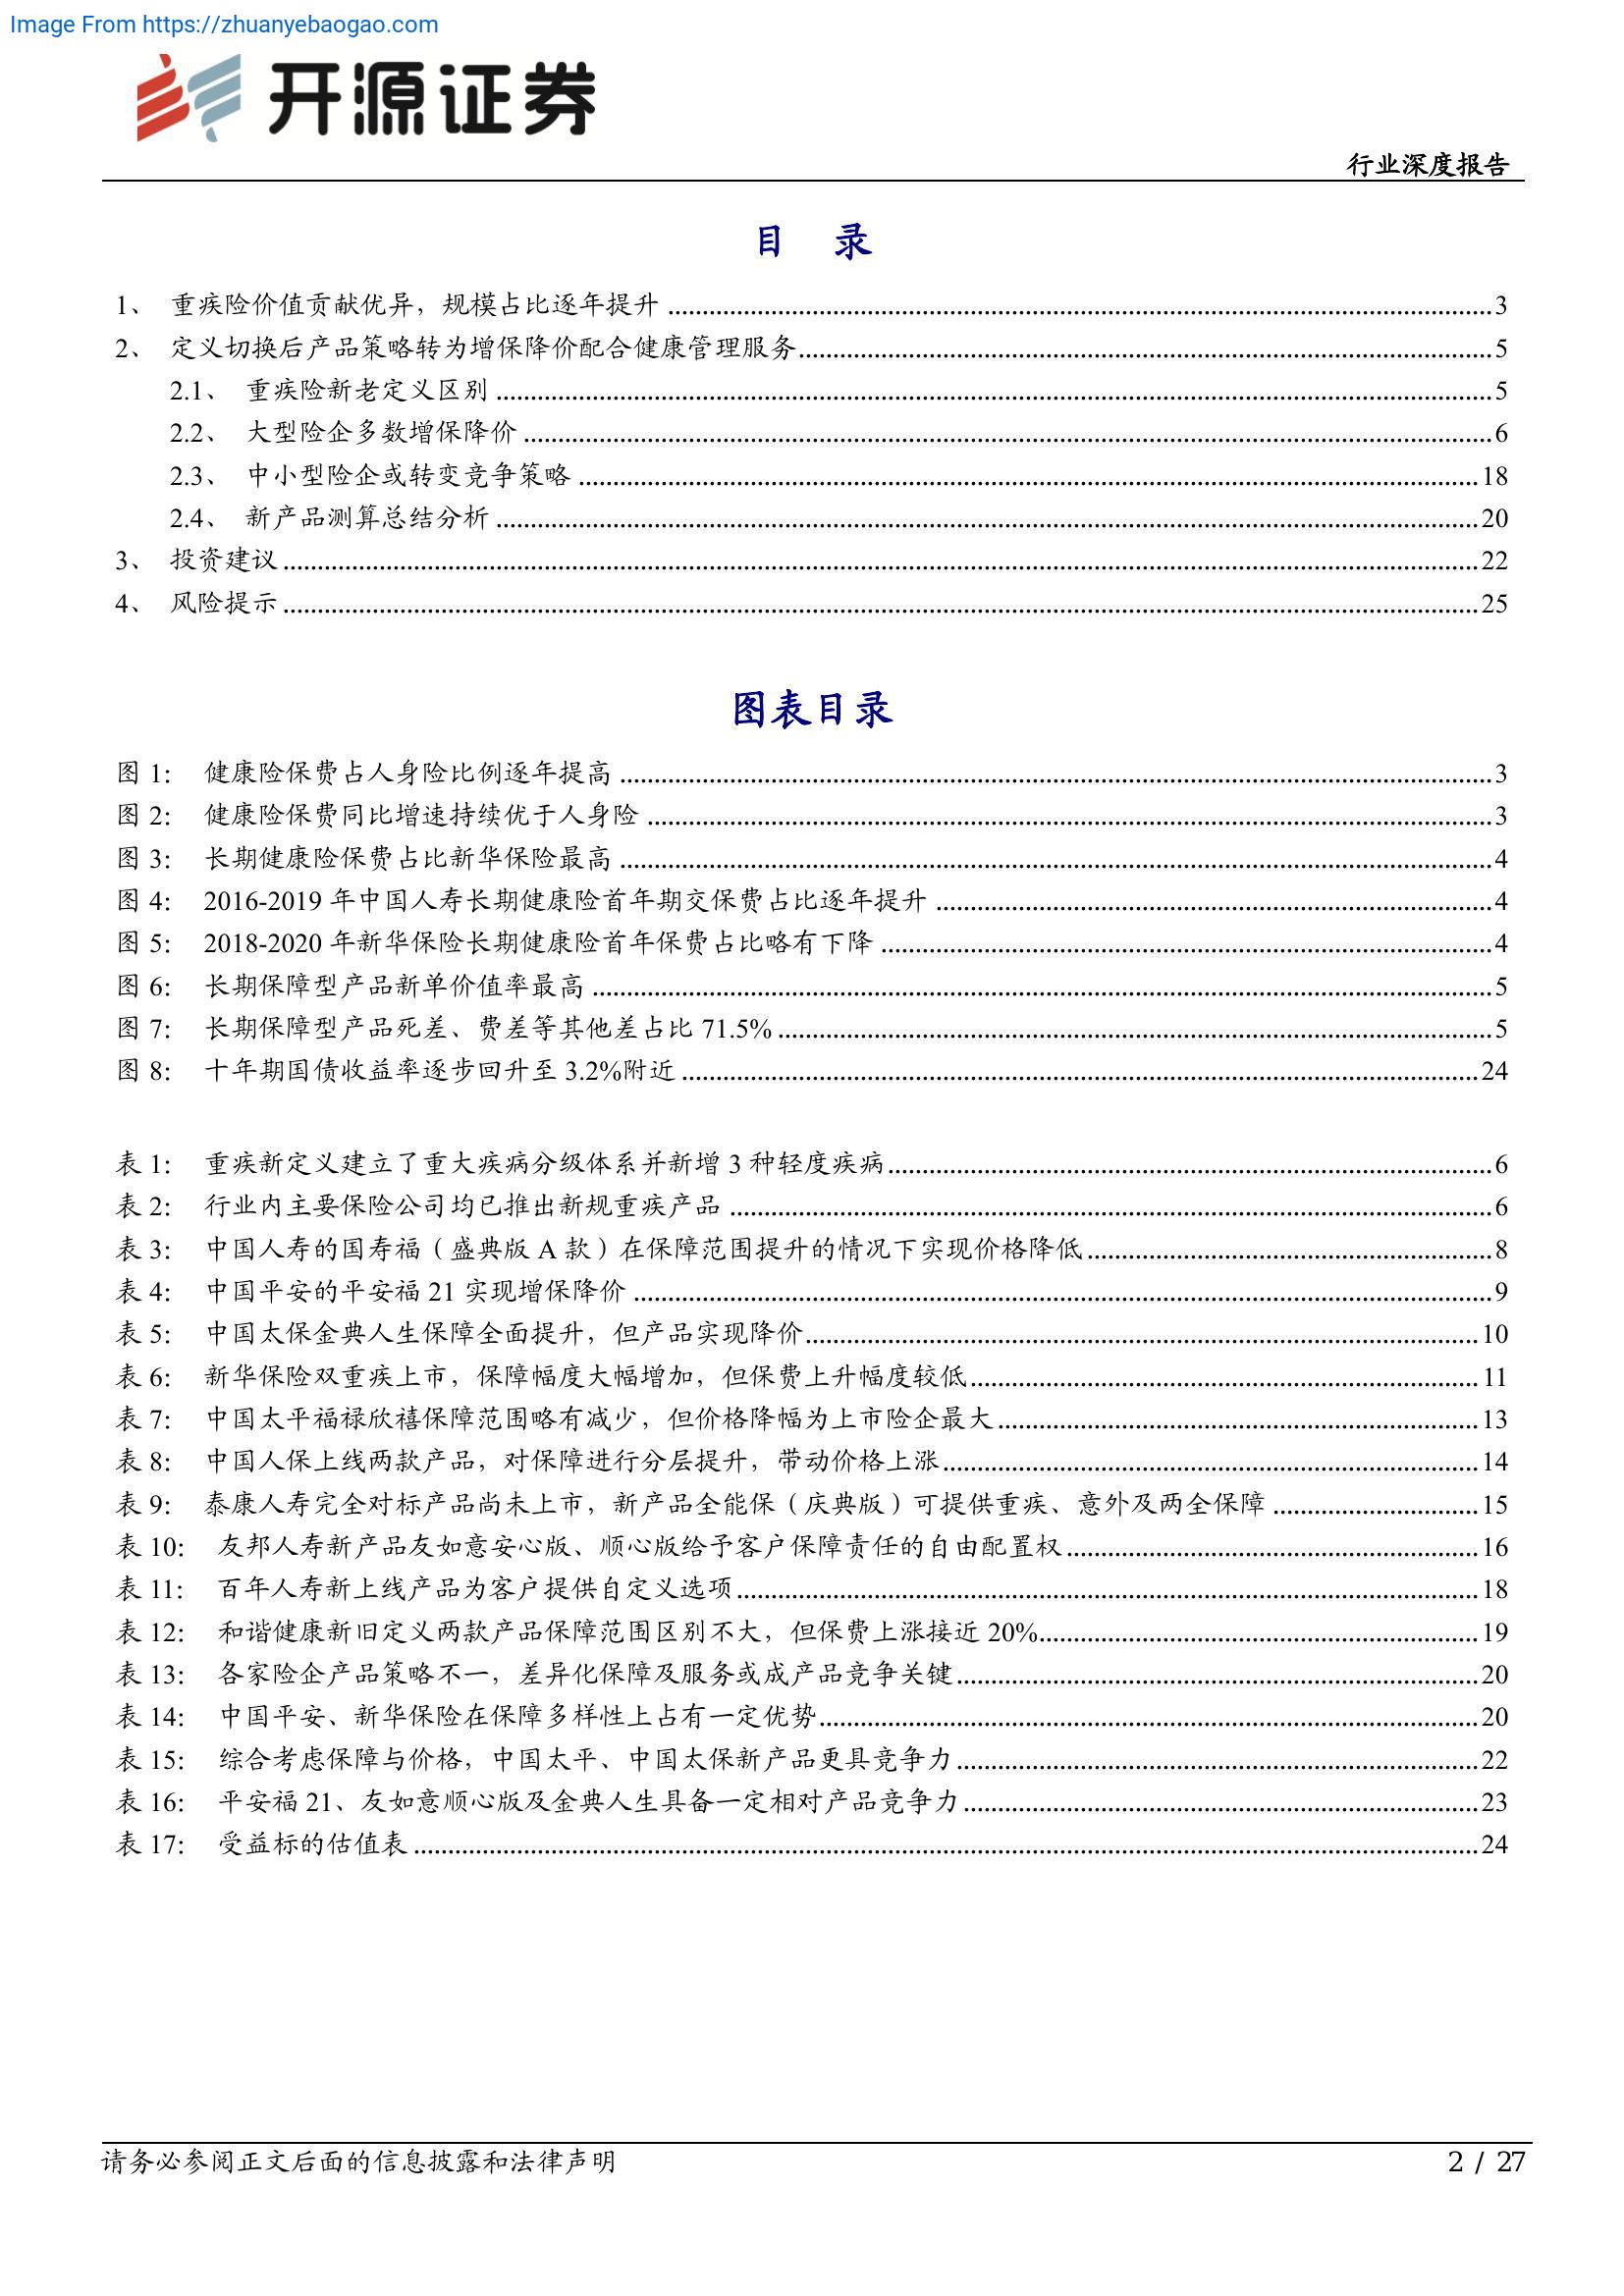 Image From https://zhuanyebaogao.com
开源证券
行业深度报告
目 录
1、 重疾险价值贡献优异，规模占比逐年提升 ........ 3
2、 定义切换后产品策略转为增保降价配合健康管理服务 ........ 5
2.1、 重疾险新老定义区别 ........ 5
2.2、 大型险企多数增保降价 ........ 6
2.3、 中小型险企或转变竞争策略 ........ 18
2.4、 新产品测算总结分析 ........ 20
3、 投资建议 ........ 22
4、 风险提示 ........ 25
图表目录
图 1： 健康险保费占人身险比例逐年提高 ........ 3
图 2： 健康险保费同比增速持续优于人身险 ........ 3
图 3： 长期健康险保费占比新华保险最高 ........ 4
图 4： 2016-2019 年中国人寿长期健康险首年期交保费占比逐年提升 ........ 4
图 5： 2018-2020 年新华保险长期健康险首年保费占比略有下降 ........ 4
图 6： 长期保障型产品新单价值率最高 ........ 5
图 7： 长期保障型产品死差、费差等其他差占比 71.5% ........ 5
图 8： 十年期国债收益率逐步回升至 3.2%附近 ........ 24
表 1： 重疾新定义建立了重大疾病分级体系并新增 3 种轻度疾病 ........ 6
表 2： 行业内主要保险公司均已推出新规重疾产品 ........ 6
表 3： 中国人寿的国寿福（盛典版 A 款）在保障范围提升的情况下实现价格降低 ........ 8
表 4： 中国平安的平安福 21 实现增保降价 ........ 9
表 5： 中国太保金典人生保障全面提升，但产品实现降价 ........ 10
表 6： 新华保险双重疾上市，保障幅度大幅增加，但保费上升幅度较低 ........ 11
表 7： 中国太平福禄欣禧保障范围略有减少，但价格降幅为上市险企最大 ........ 13
表 8： 中国人保上线两款产品，对保障进行分层提升，带动价格上涨 ........ 14
表 9： 泰康人寿完全对标产品尚未上市，新产品全能保（庆典版）可提供重疾、意外及两全保障 ........ 15
表 10： 友邦人寿新产品友如意安心版、顺心版给予客户保障责任的自由配置权 ........ 16
表 11： 百年人寿新上线产品为客户提供自定义选项 ........ 18
表 12： 和谐健康新旧定义两款产品保障范围区别不大，但保费上涨接近 20% ........ 19
表 13： 各家险企产品策略不一，差异化保障及服务或成产品竞争关键 ........ 20
表 14： 中国平安、新华保险在保障多样性上占有一定优势 ........ 20
表 15： 综合考虑保障与价格，中国太平、中国太保新产品更具竞争力 ........ 22
表 16： 平安福 21、友如意顺心版及金典人生具备一定相对产品竞争力 ........ 23
表 17： 受益标的估值表 ........ 24
请务必参阅正文后面的信息披露和法律声明
2 / 27